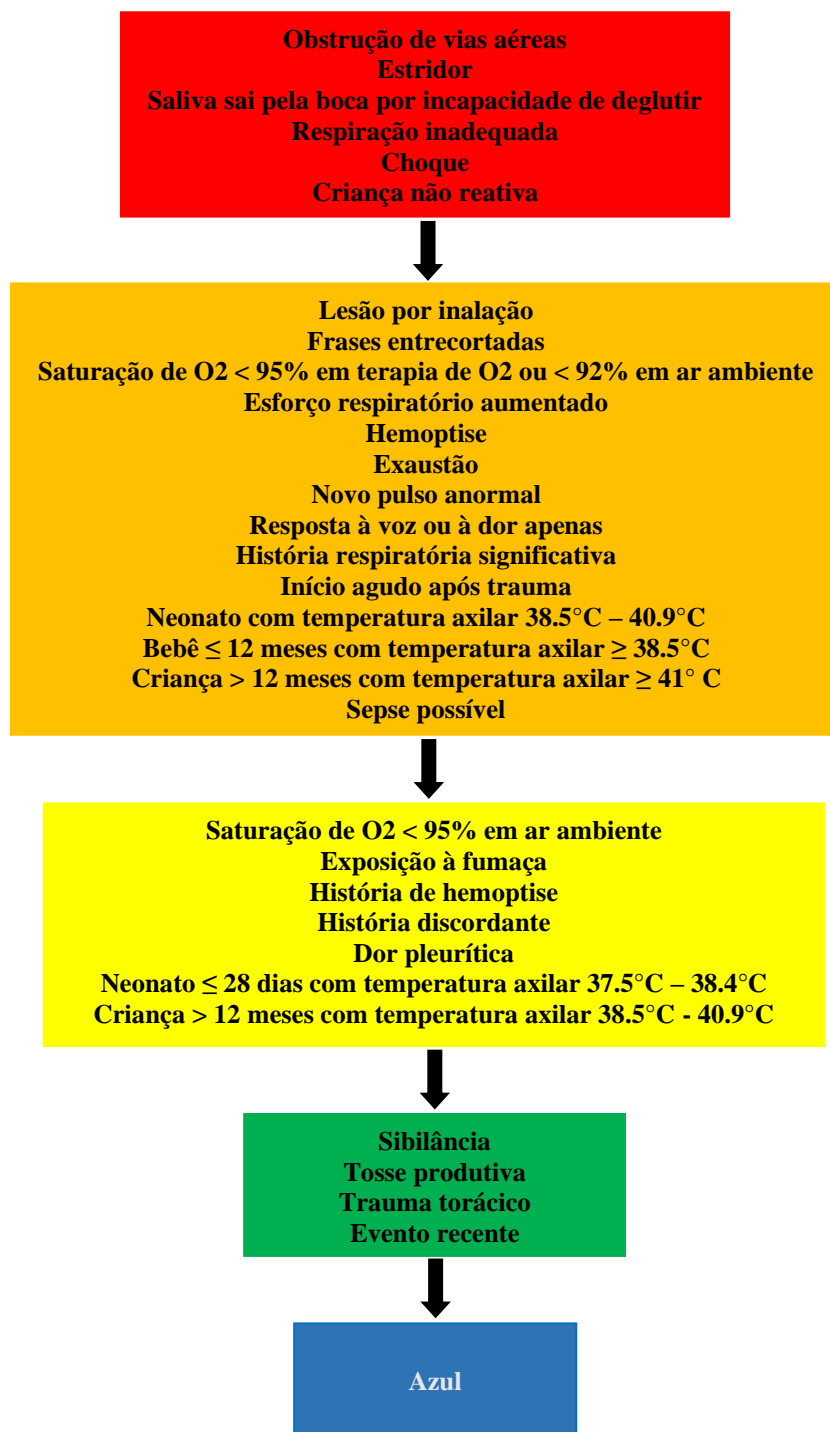 Obstrução de vias aéreas
Estridor
Saliva sai pela boca por incapacidade de deglutir
Respiração inadequada
Choque
Criança não reativa
Lesão por inalação
Frases entrecortadas
Saturação de O2 < 95% em terapia de O2 ou < 92% em ar ambiente
Esforço respiratório aumentado
Hemoptise
Exaustão
Novo pulso anormal
Resposta à voz ou à dor apenas
História respiratória significativa
Início agudo após trauma
Neonato com temperatura axilar 38.5°C – 40.9°C
Bebê ≤ 12 meses com temperatura axilar ≥ 38.5°C
Criança > 12 meses com temperatura axilar ≥ 41° C
Sepse possível
Saturação de O2 < 95% em ar ambiente
Exposição à fumaça
História de hemoptise
História discordante
Dor pleurítica
Neonato ≤ 28 dias com temperatura axilar 37.5°C – 38.4°C
Criança > 12 meses com temperatura axilar 38.5°C - 40.9°C
Sibilância
Tosse produtiva
Trauma torácico
Evento recente
Azul